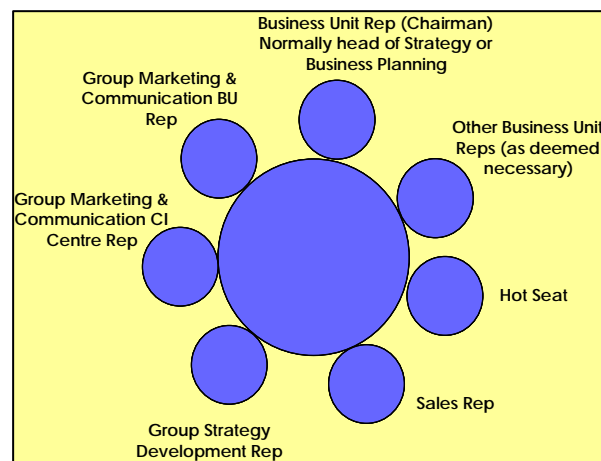 Business Unit Rep (Chairman)
Normally head of Strategy or
Business Planning
Group Marketing &
Communication BU
Rep
Other Business Unit
Reps (as deemed
necessary)
Group Marketing &
Communication CI
Centre Rep
Hot Seat
Sales Rep
Group Strategy
Development Rep